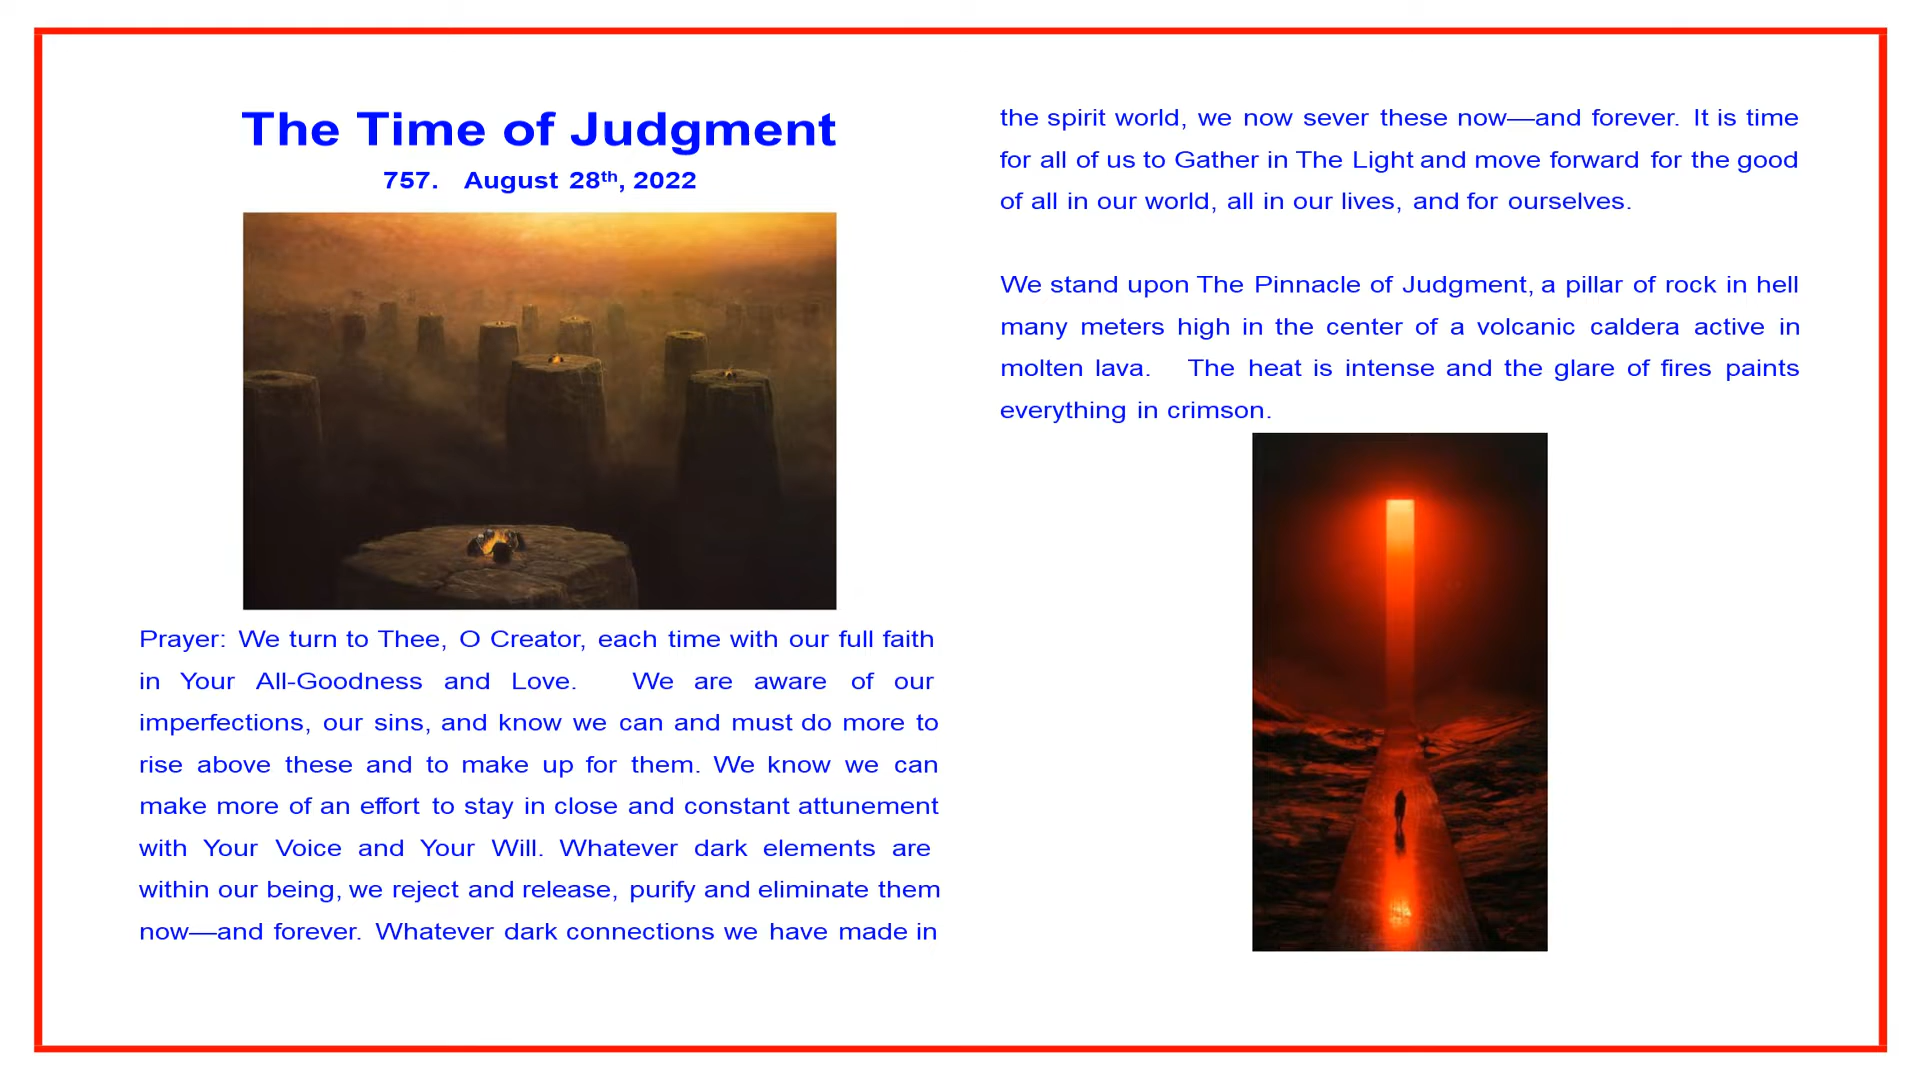 The Time of Judgment
757. August 28th, 2022
Prayer: We turn to Thee, O Creator, each time with our full faith
in Your All-Goodness and Love. We are aware of our
imperfections, our sins, and know we can and must do more to
rise above these and to make up for them. We know we can
make more of an effort to stay in close and constant attunement
with Your Voice and Your Will. Whatever dark elements are
within our being, we reject and release, purify and eliminate them
now—and forever. Whatever dark connections we have made in
the spirit world, we now sever these now—and forever. It is time
for all of us to Gather in The Light and move forward for the good
of all in our world, all in our lives, and for ourselves.
We stand upon The Pinnacle of Judgment, a pillar of rock in hell
many meters high in the center of a volcanic caldera active in
molten lava. The heat is intense and the glare of fires paints
everything in crimson.